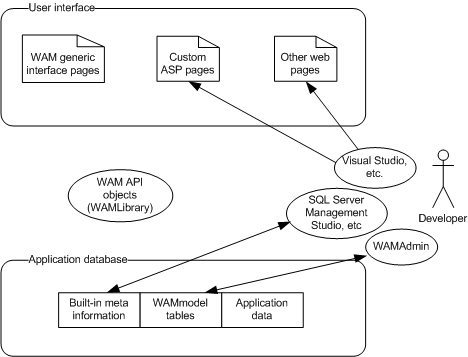 User interface
WAM generic
interface pages
Custom
ASP pages
Other web
pages
Visual Studio,
etc.
WAM API
objects
(WAMLibrary)
SQL Server
Management
Studio, etc
Developer
WAMAdmin
Application database
Built-in meta
information
WAMmodel
tables
Application
data